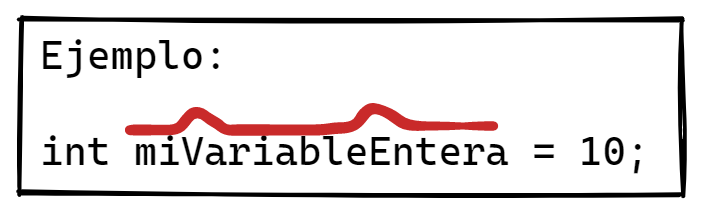 Ejemplo:
int miVariableEntera = 10;